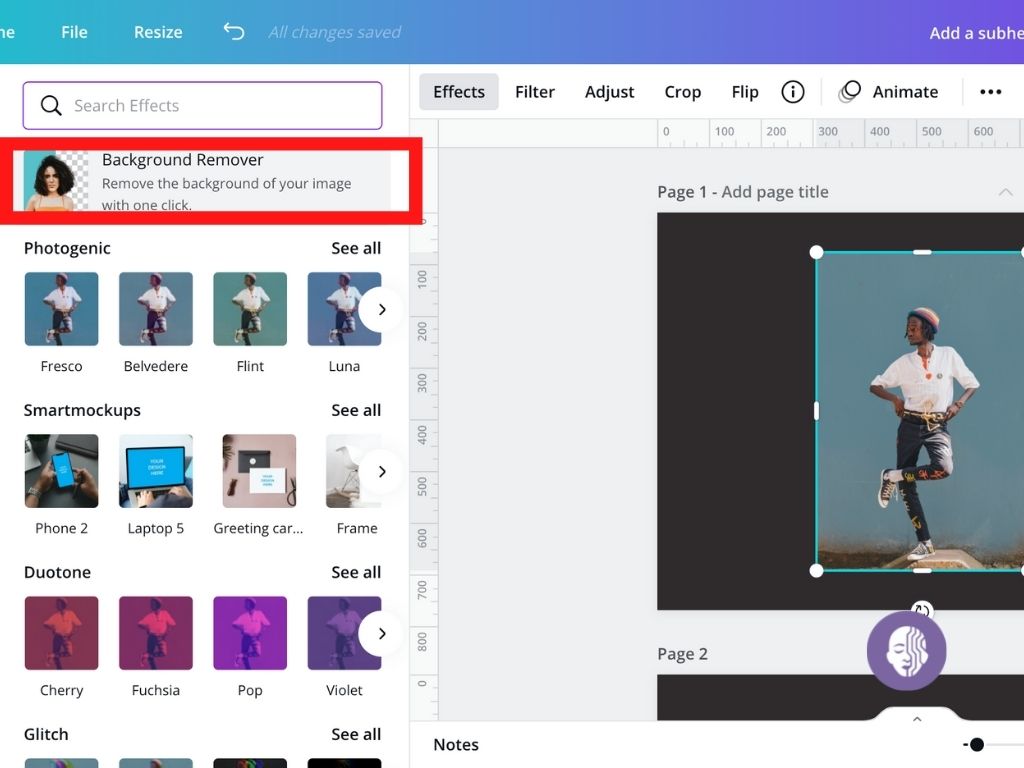 ne File Resize All changes saved Add a subhe
Search Effects
Effects Filter Adjust Crop Flip Animate
Background Remover
Remove the background of your image
with one click.
0 100 200 300 400 500 600
Page 1 - Add page title
Photogenic See all
Fresco Belvedere Flint Luna
Smartmockups See all
YOUR
DESIGN
HERE
YOUR
DESIGN
HERE
Phone 2 Laptop 5 Greeting car... Frame
Duotone See all
Cherry Fuchsia Pop Violet
Glitch See all
100
200
300
400
500
600
700
800
0
Page 2
Notes